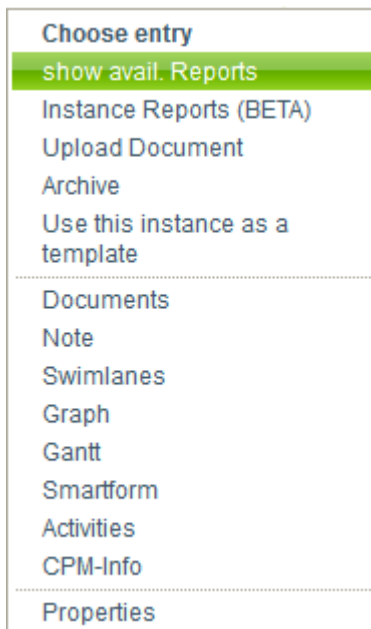 Choose entry
show avail. Reports
Instance Reports (BETA)
Upload Document
Archive
Use this instance as a
template
Documents
Note
Swimlanes
Graph
Gantt
Smartform
Activities
CPM-Info
Properties